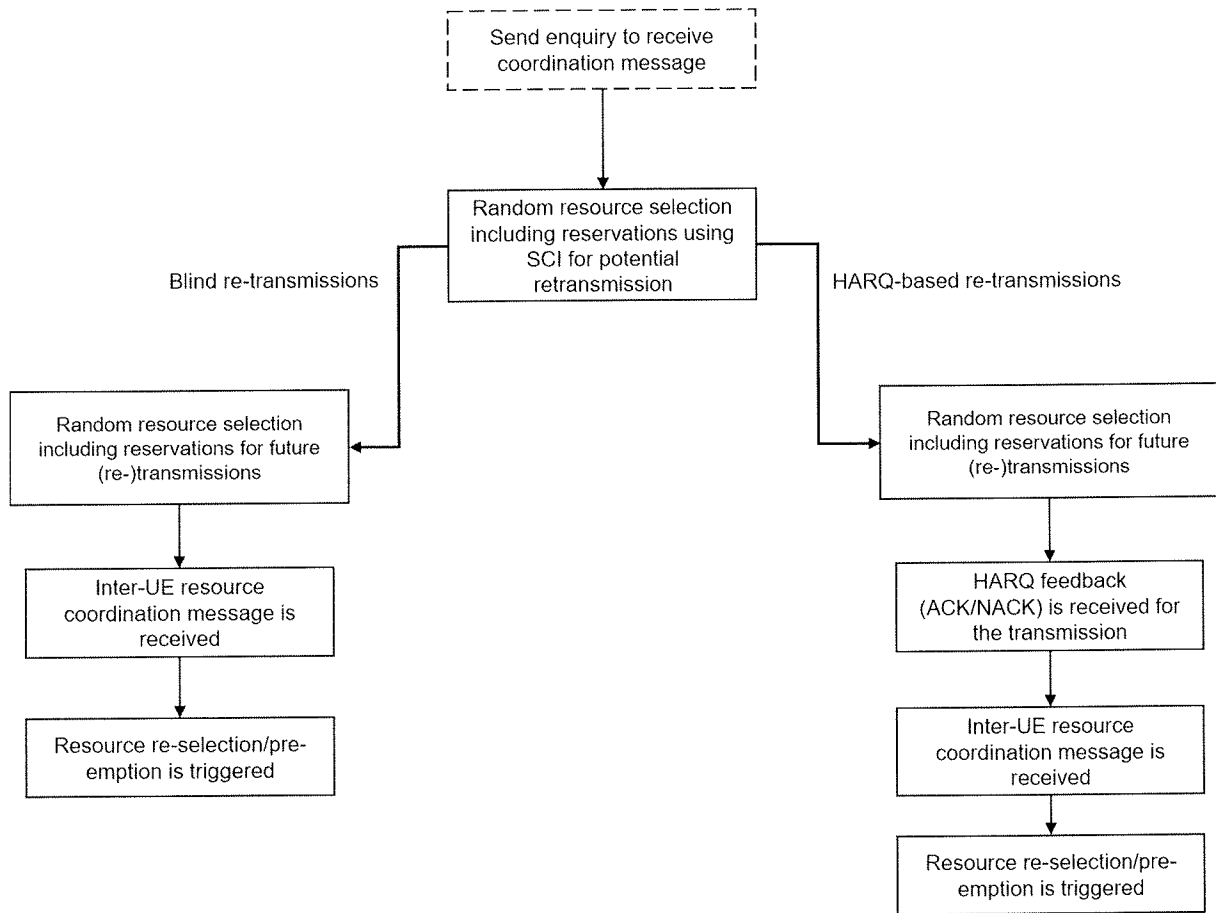 Send enquiry to receive
coordination message
Random resource selection
including reservations using
SCI for potential
retransmission
Blind re-transmissions
HARQ-based re-transmissions
Random resource selection
including reservations for future
(re-)transmissions
Random resource selection
including reservations for future
(re-)transmissions
Inter-UE resource
coordination message is
received
HARQ feedback
(ACK/NACK) is received for
the transmission
Resource re-selection/pre-
emption is triggered
Inter-UE resource
coordination message is
received
Resource re-selection/pre-
emption is triggered